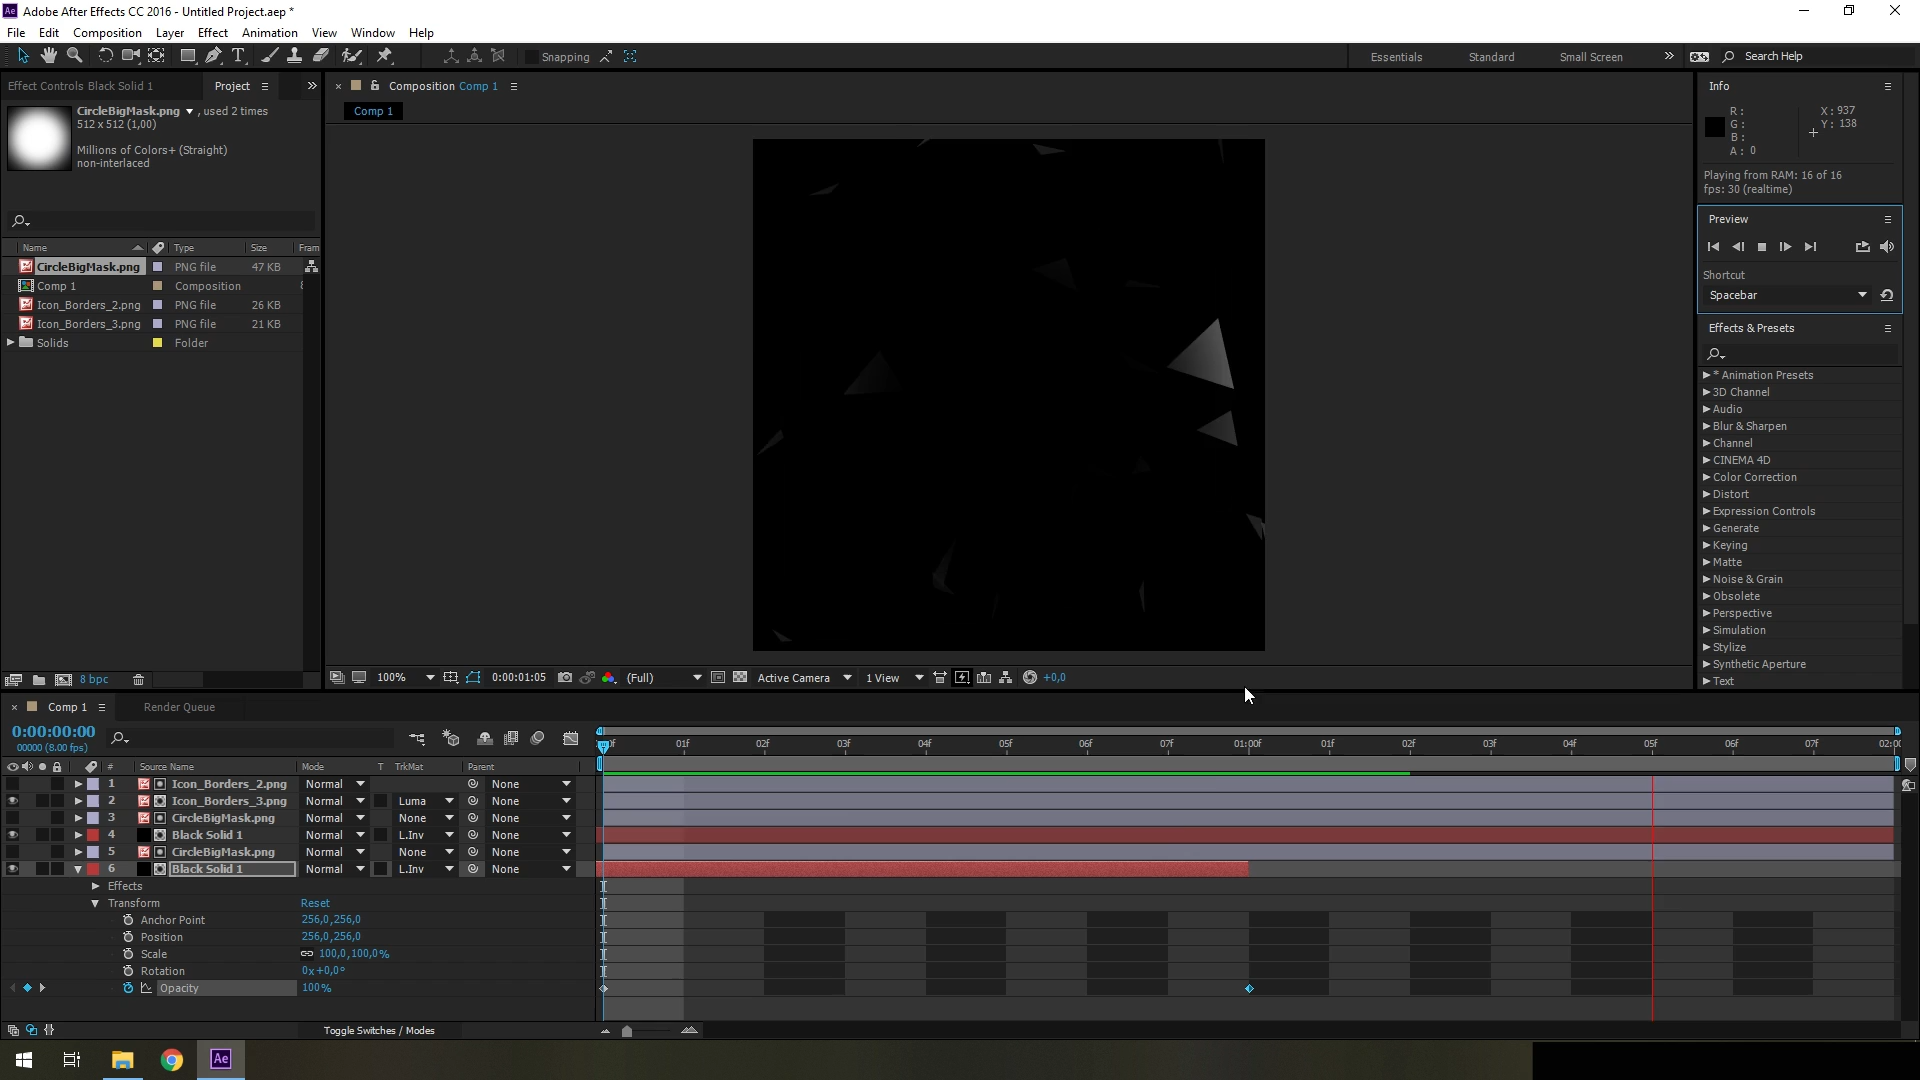 Ae Adobe After Effects CC 2016 - Untitled Project.aep *
File Edit Composition Layer Effect Animation View Window Help
Snapping Essentials Standard Small Screen Search Help
Effect Controls Black Solid 1 Project
CircleBigMask.png , used 2 times
512 x 512 (1,00)
Millions of Colors+ (Straight)
non-interlaced
Name Type Size Fram
CircleBigMask.png PNG file 47 KB
Comp 1 Composition
Icon_Borders_2.png PNG file 26 KB
Icon_Borders_3.png PNG file 21 KB
Solids Folder
8 bpc
Composition Comp 1
Comp 1
100% 0:00:01:05 (Full) Active Camera 1 View +0,0
Info
R: X: 937
G: Y: 138
B:
A: 0
Playing from RAM: 16 of 16
fps: 30 (realtime)
Preview
Shortcut
Spacebar
Effects & Presets
* Animation Presets
3D Channel
Audio
Blur & Sharpen
Channel
CINEMA 4D
Color Correction
Distort
Expression Controls
Generate
Keying
Matte
Noise & Grain
Obsolete
Perspective
Simulation
Stylize
Synthetic Aperture
Text
Comp 1 Render Queue
0:00:00:00
00000 (8.00 fps)
01f 02f 03f 04f 05f 06f 07f 01:00f 01f 02f 03f 04f 05f 06f 07f 02:0
# Source Name Mode T TrkMat Parent
1 Icon_Borders_2.png Normal None
2 Icon_Borders_3.png Normal Luma None
3 CircleBigMask.png Normal None None
4 Black Solid 1 Normal L.Inv None
5 CircleBigMask.png Normal None None
6 Black Solid 1 Normal L.Inv None
Effects
Transform Reset
Anchor Point 256,0,256,0
Position 256,0,256,0
Scale 100,0,100,0%
Rotation 0x+0,0°
Opacity 100%
Toggle Switches / Modes
Ae